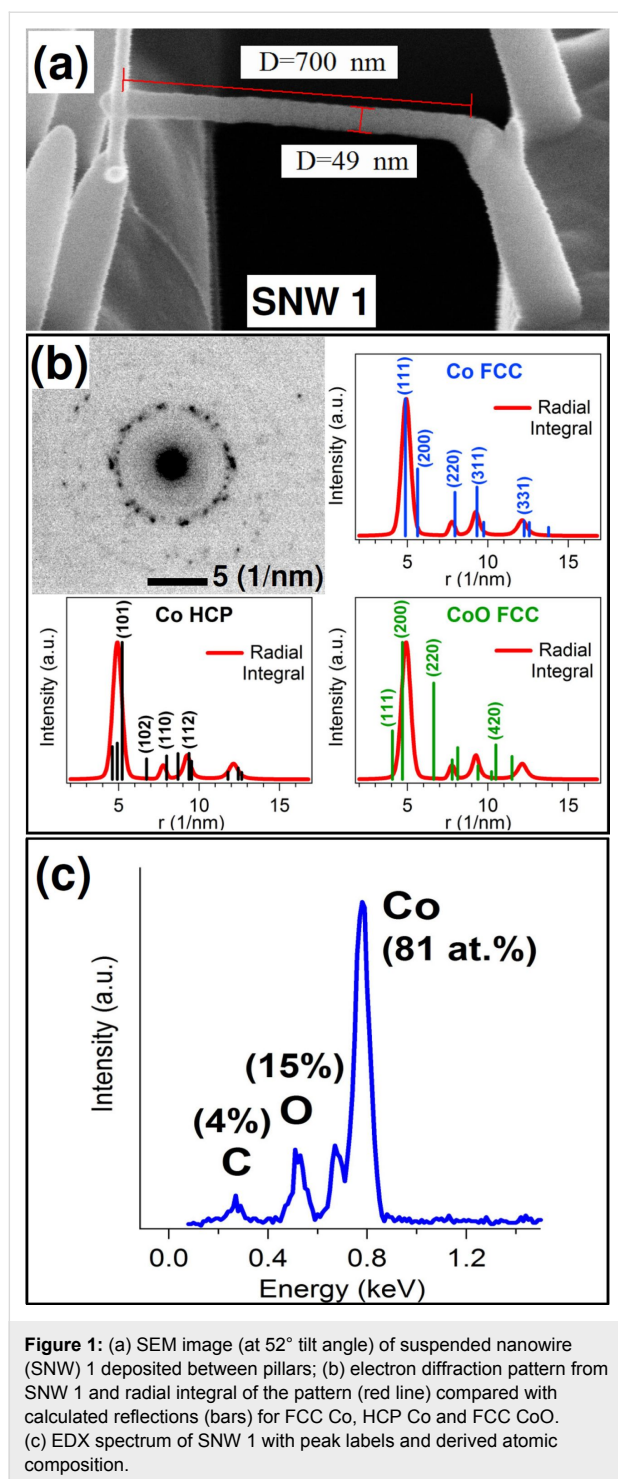 (a)
D=700 nm
D=49 nm
SNW 1
(b)
5 (1/nm)
Co FCC
Radial
Integral
(111)
(200)
(220)
(311)
(331)
Intensity (a.u.)
5
10
15
r (1/nm)
Co HCP
Radial
Integral
(101)
(102)
(110)
(112)
Intensity (a.u.)
5
10
15
r (1/nm)
CoO FCC
Radial
Integral
(111)
(200)
(220)
(420)
Intensity (a.u.)
5
10
15
r (1/nm)
(c)
Co
(81 at.%)
(15%)
O
(4%)
C
Intensity (a.u.)
0.0 0.4 0.8 1.2
Energy (keV)
Figure 1: (a) SEM image (at 52° tilt angle) of suspended nanowire
(SNW) 1 deposited between pillars; (b) electron diffraction pattern from
SNW 1 and radial integral of the pattern (red line) compared with
calculated reflections (bars) for FCC Co, HCP Co and FCC CoO.
(c) EDX spectrum of SNW 1 with peak labels and derived atomic
composition.